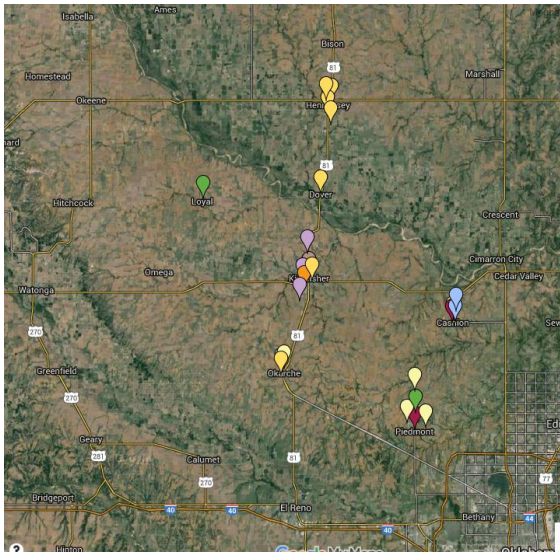 Isabella
Ames
Bison
81
Homestead
Marshall
Okeene
81
Loyal
Dover
Hitchcock
Crescent
Cimarron City
Cedar Valley
Omega
Watonga
81
Cashion
270
Okarche
Greenfield
270
Piedmont
Geary
281
Calumet
81
270
77
Bridgeport
El Reno
Bethany
40
40
40
44
Hinton
?